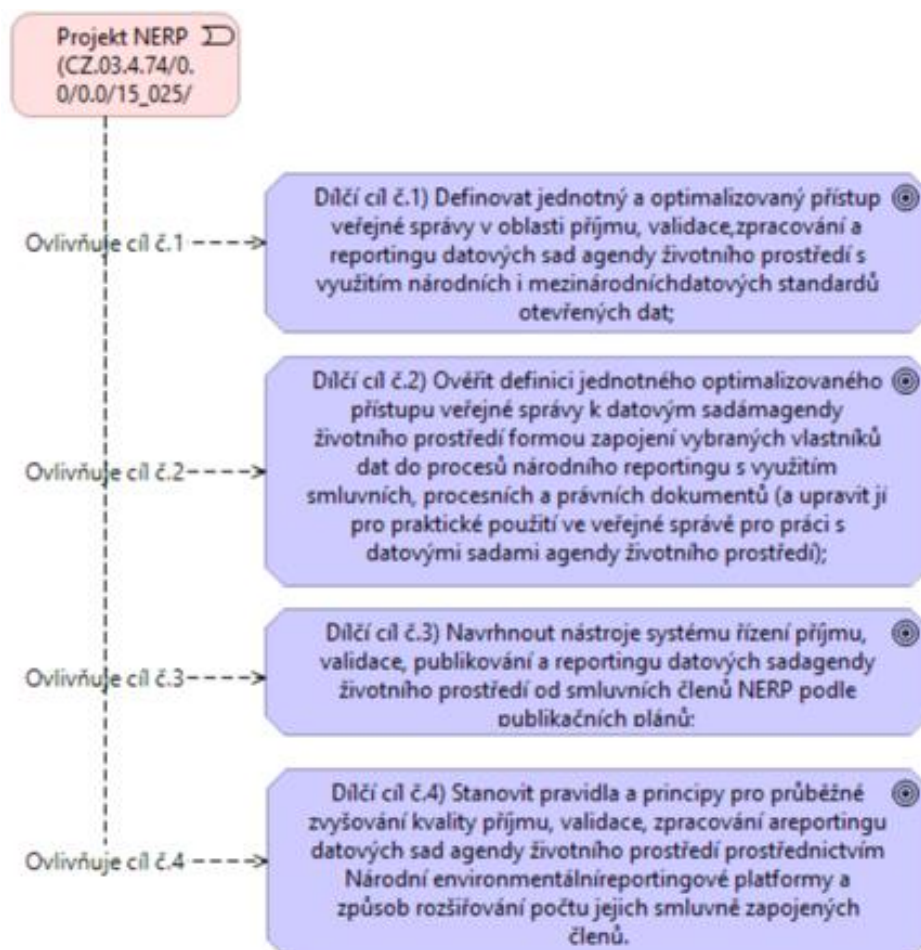 Projekt NERP
(CZ.03.4.74/0.
0/0.0/15_025/
Ovlivňuje cíl č.1
Dílčí cíl č.1) Definovat jednotný a optimalizovaný přístup
veřejné správy v oblasti příjmu, validace,zpracování a
reportingu datových sad agendy životního prostředí s
využitím národních i mezinárodníchdatových standardů
otevřených dat;
Ovlivňuje cíl č.2
Dílčí cíl č.2) Ověřit definici jednotného optimalizovaného
přístupu veřejné správy k datovým sadámagendy
životního prostředí formou zapojení vybraných vlastníků
dat do procesů národního reportingu s využitím
smluvních, procesních a právních dokumentů (a upravit jí
pro praktické použití ve veřejné správě pro práci s
datovými sadami agendy životního prostředí);
Ovlivňuje cíl č.3
Dílčí cíl č.3) Navrhnout nástroje systému řízení příjmu,
validace, publikování a reportingu datových sadagendy
životního prostředí od smluvních členů NERP podle
publikačních plánů;
Ovlivňuje cíl č.4
Dílčí cíl č.4) Stanovit pravidla a principy pro průběžné
zvyšování kvality příjmu, validace, zpracování areportingu
datových sad agendy životního prostředí prostřednictvím
Národní environmentálníreportingové platformy a
způsob rozšiřování počtu jejich smluvně zapojených
členů.